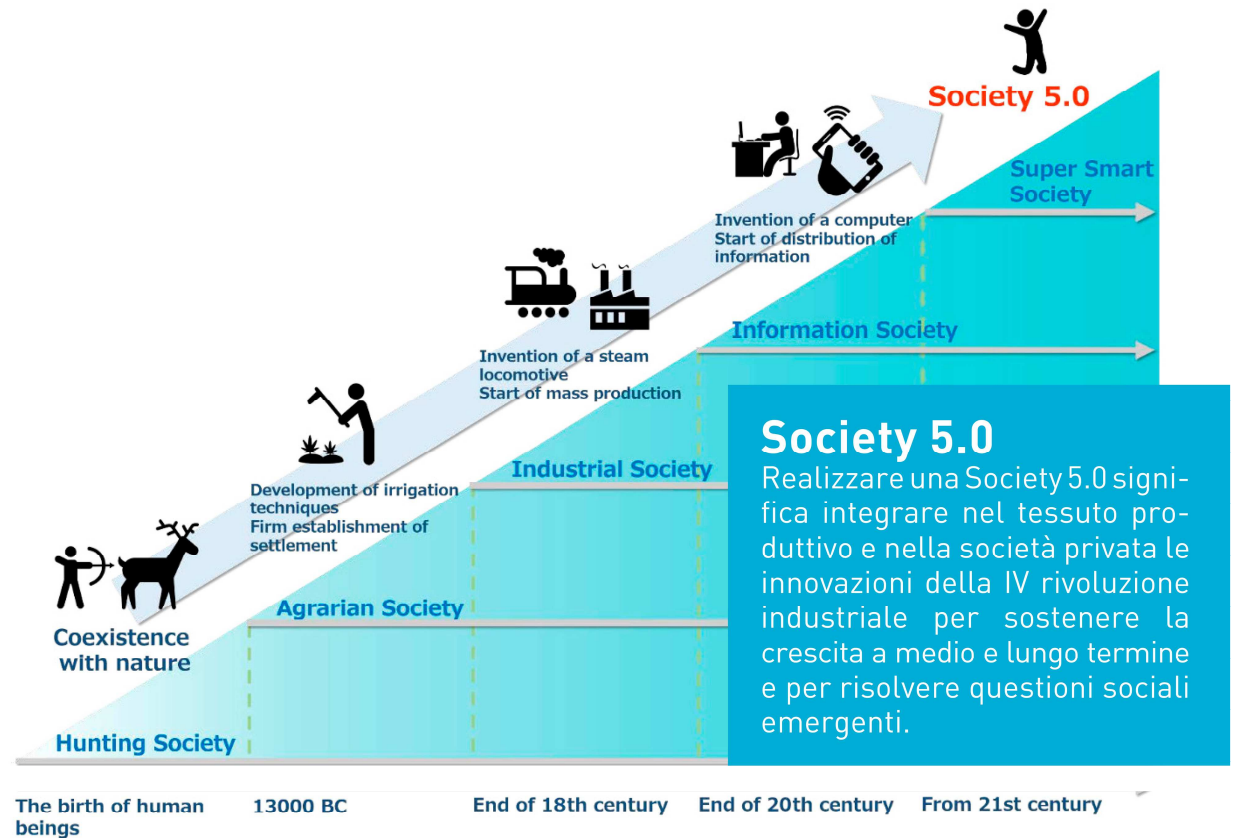 Society 5.0
Super Smart
Society
Invention of a computer
Start of distribution of
information
Information Society
Invention of a steam
locomotive
Start of mass production
Industrial Society
Development of irrigation
techniques
Firm establishment of
settlement
Agrarian Society
Coexistence
with nature
Hunting Society
Society 5.0
Realizzare una Society 5.0 signi-
fica integrare nel tessuto pro-
duttivo e nella società privata le
innovazioni della IV rivoluzione
industriale per sostenere la
crescita a medio e lungo termine
e per risolvere questioni sociali
emergenti.
The birth of human
beings
13000 BC
End of 18th century
End of 20th century
From 21st century